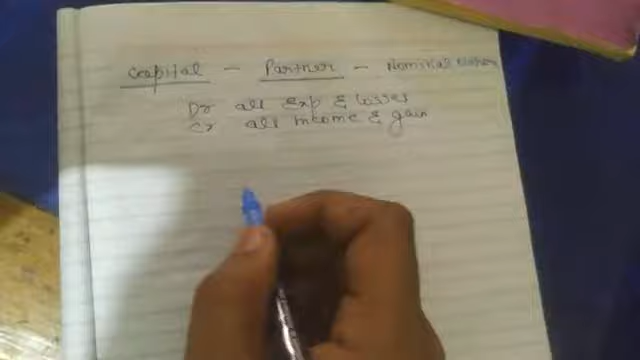 Capital - Partner - Nominal
Dr all Exp & Losses
Cr all income & gain